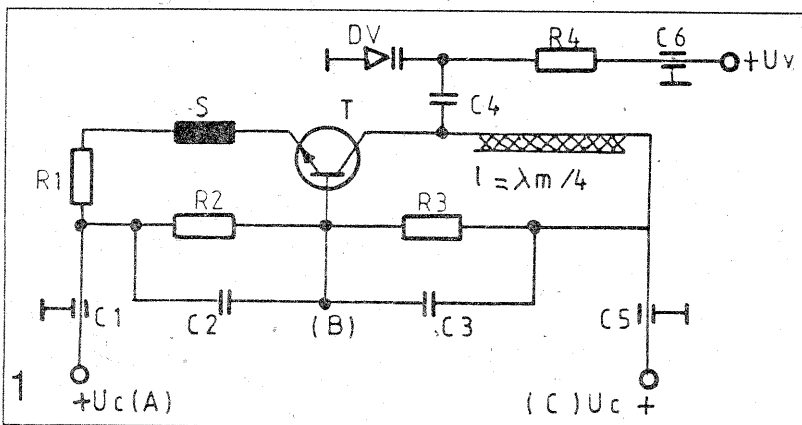 DV
R4
C6
+Uv
S
T
C4
l = λm/4
R1
R2
R3
C1
C2
(B)
C3
C5
1
+Uc(A)
(C)Uc +